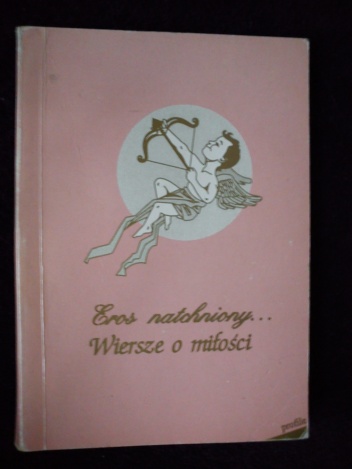 Eros natchniony...
Wiersze o miłości